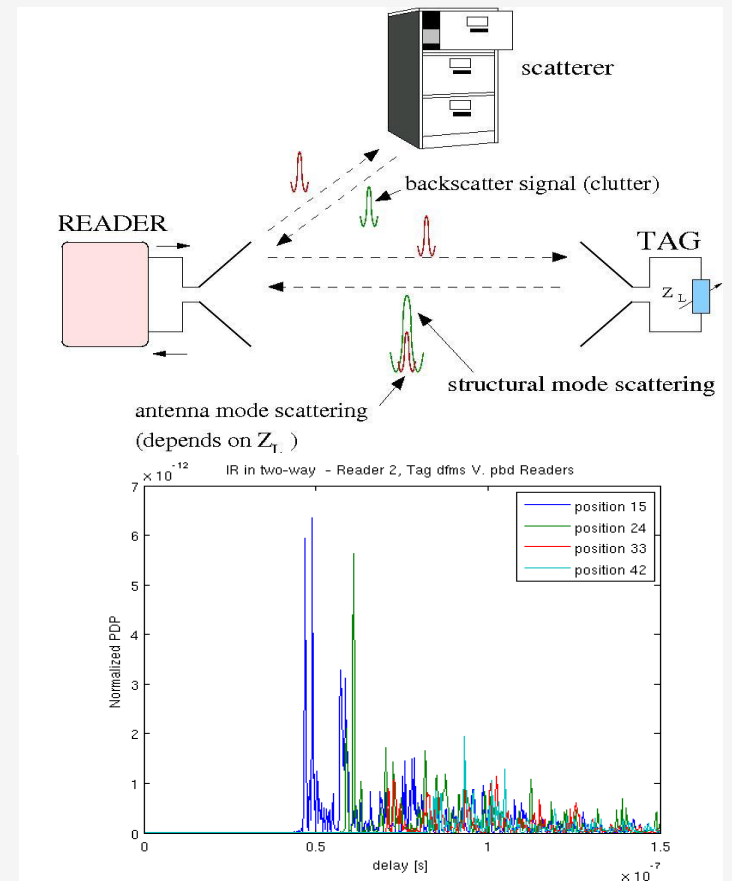 scatterer
backscatter signal (clutter)
READER
TAG
Z L
structural mode scattering
antenna mode scattering
(depends on Z L )
× 10 -12
IR in two-way - Reader 2, Tag dfms V. pbd Readers
7
6
5
4
3
2
1
0
Normalized PDP
position 15
position 24
position 33
position 42
0
0.5
1
1.5
delay [s]
× 10 -7